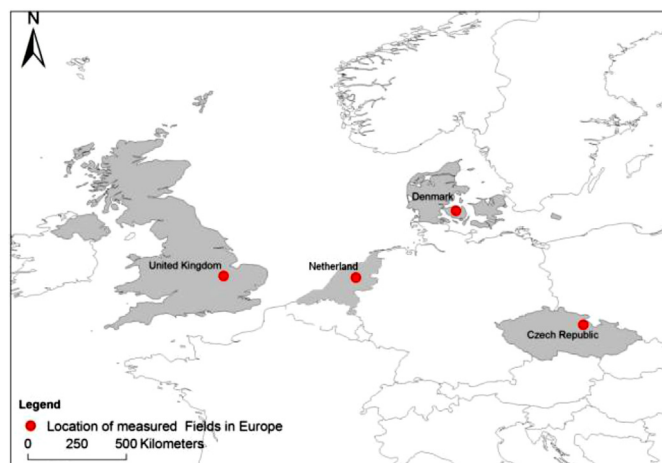 N
Denmark
United Kingdom
Netherland
Czech Republic
Legend
Location of measured Fields in Europe
0 250 500 Kilometers